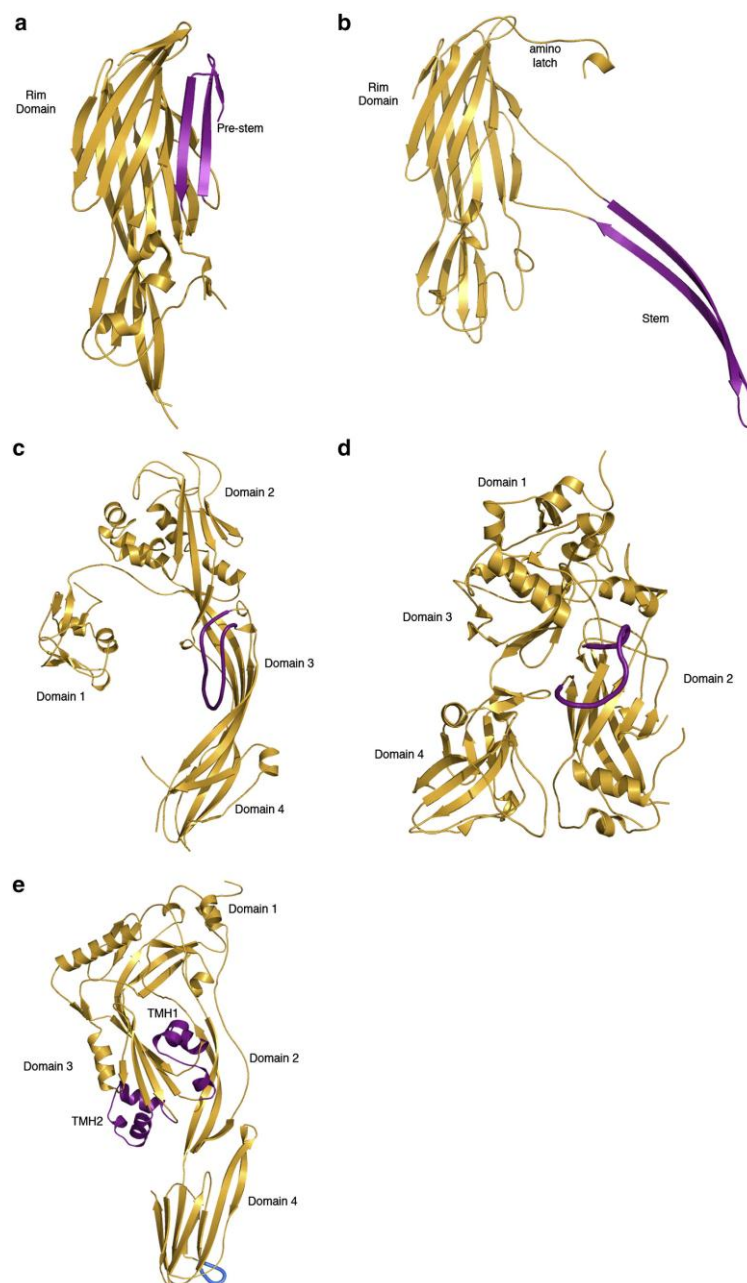 a
Rim
Domain
Pre-stem
b
amino
latch
Rim
Domain
Stem
c
Domain 2
Domain 3
Domain 1
Domain 4
d
Domain 1
Domain 3
Domain 2
Domain 4
e
Domain 1
TMH1
Domain 3
Domain 2
TMH2
Domain 4